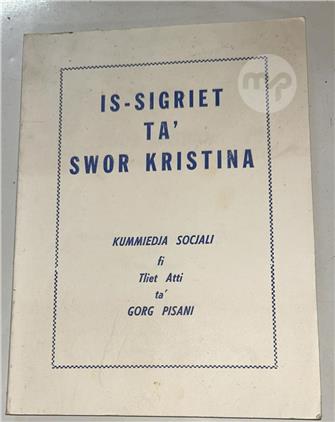 IS-SIGRIET
TA'
SWOR KRISTINA
KUMMIEDJA SOCJALI
fi
Tliet Atti
ta'
GORG PISANI